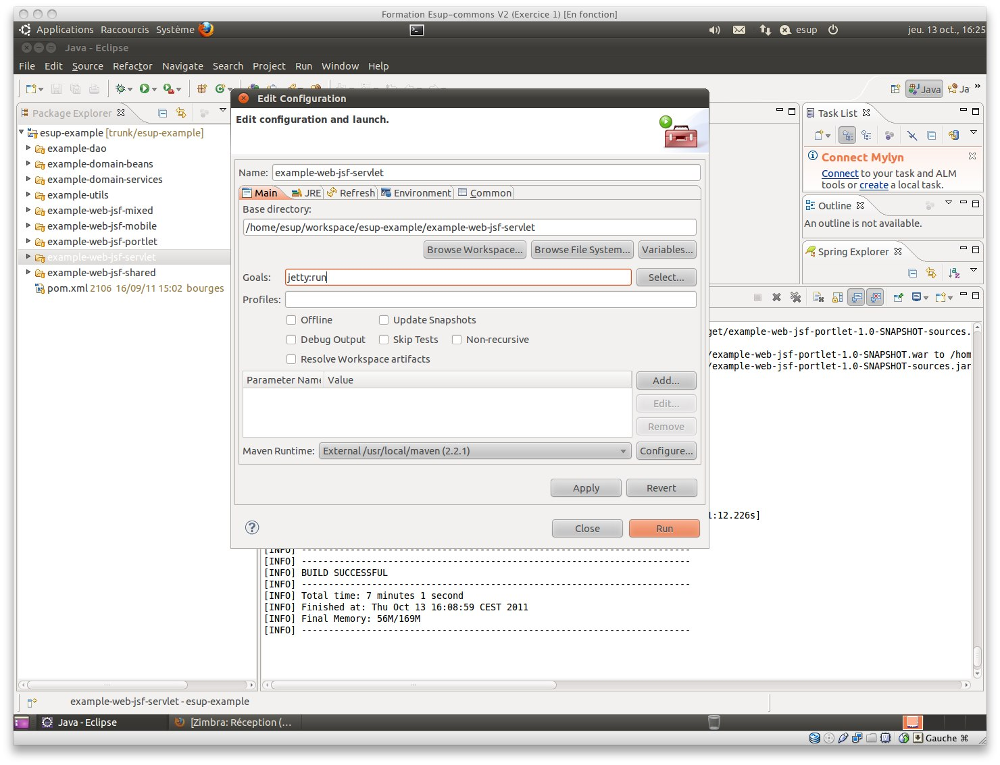 Formation Esup-commons V2 (Exercice 1) [En fonction]
Applications Raccourcis Système esup jeu. 13 oct., 16:25
Java - Eclipse
File Edit Source Refactor Navigate Search Project Run Window Help
Java Ja »
Package Explorer
esup-example [trunk/esup-example]
example-dao
example-domain-beans
example-domain-services
example-utils
example-web-jsf-mixed
example-web-jsf-mobile
example-web-jsf-portlet
example-web-jsf-servlet
example-web-jsf-shared
pom.xml 2106 16/09/11 15:02 bourges
Edit Configuration
Edit configuration and launch.
Name: example-web-jsf-servlet
Main JRE Refresh Environment Common
Base directory:
/home/esup/workspace/esup-example/example-web-jsf-servlet
Browse Workspace... Browse File System... Variables...
Goals: jetty:run Select...
Profiles:
Offline Update Snapshots
Debug Output Skip Tests Non-recursive
Resolve Workspace artifacts
Parameter Name Value
Add...
Edit...
Remove
Maven Runtime: External /usr/local/maven (2.2.1) Configure...
Apply Revert
Close Run
Task List
Connect Mylyn
Connect to your task and ALM
tools or create a local task.
Outline
An outline is not available.
Spring Explorer
get/example-web-jsf-portlet-1.0-SNAPSHOT-sources.
/example-web-jsf-portlet-1.0-SNAPSHOT.war to /hom
/example-web-jsf-portlet-1.0-SNAPSHOT-sources.jar
1:12.226s]
[INFO] ------------------------------------------------------------------------
[INFO] ------------------------------------------------------------------------
[INFO] BUILD SUCCESSFUL
[INFO] ------------------------------------------------------------------------
[INFO] Total time: 7 minutes 1 second
[INFO] Finished at: Thu Oct 13 16:08:59 CEST 2011
[INFO] Final Memory: 56M/169M
[INFO] ------------------------------------------------------------------------
example-web-jsf-servlet - esup-example
Java - Eclipse [Zimbra: Réception (...
Gauche ⌘